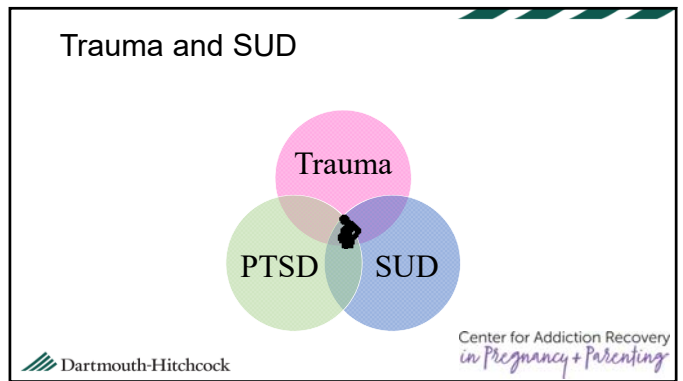 Trauma and SUD
Trauma
PTSD
SUD
Dartmouth-Hitchcock
Center for Addiction Recovery
in Pregnancy + Parenting